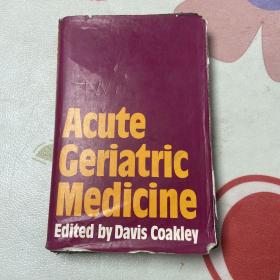 Acute
Geriatric
Medicine
Edited by Davis Coakley